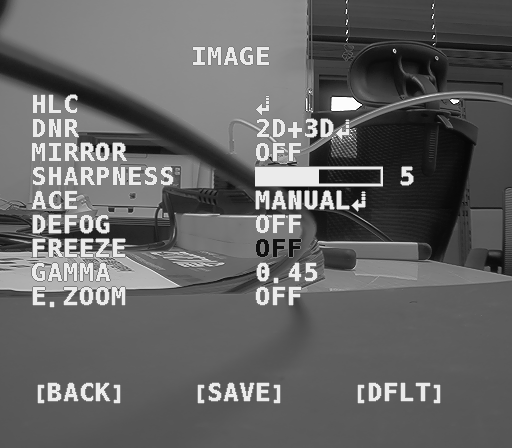 IMAGE
HLC ↲
DNR 2D+3D↲
MIRROR OFF
SHARPNESS 5
ACE MANUAL↲
DEFOG OFF
FREEZE OFF
GAMMA 0.45
E.ZOOM OFF
[BACK] [SAVE] [DFLT]